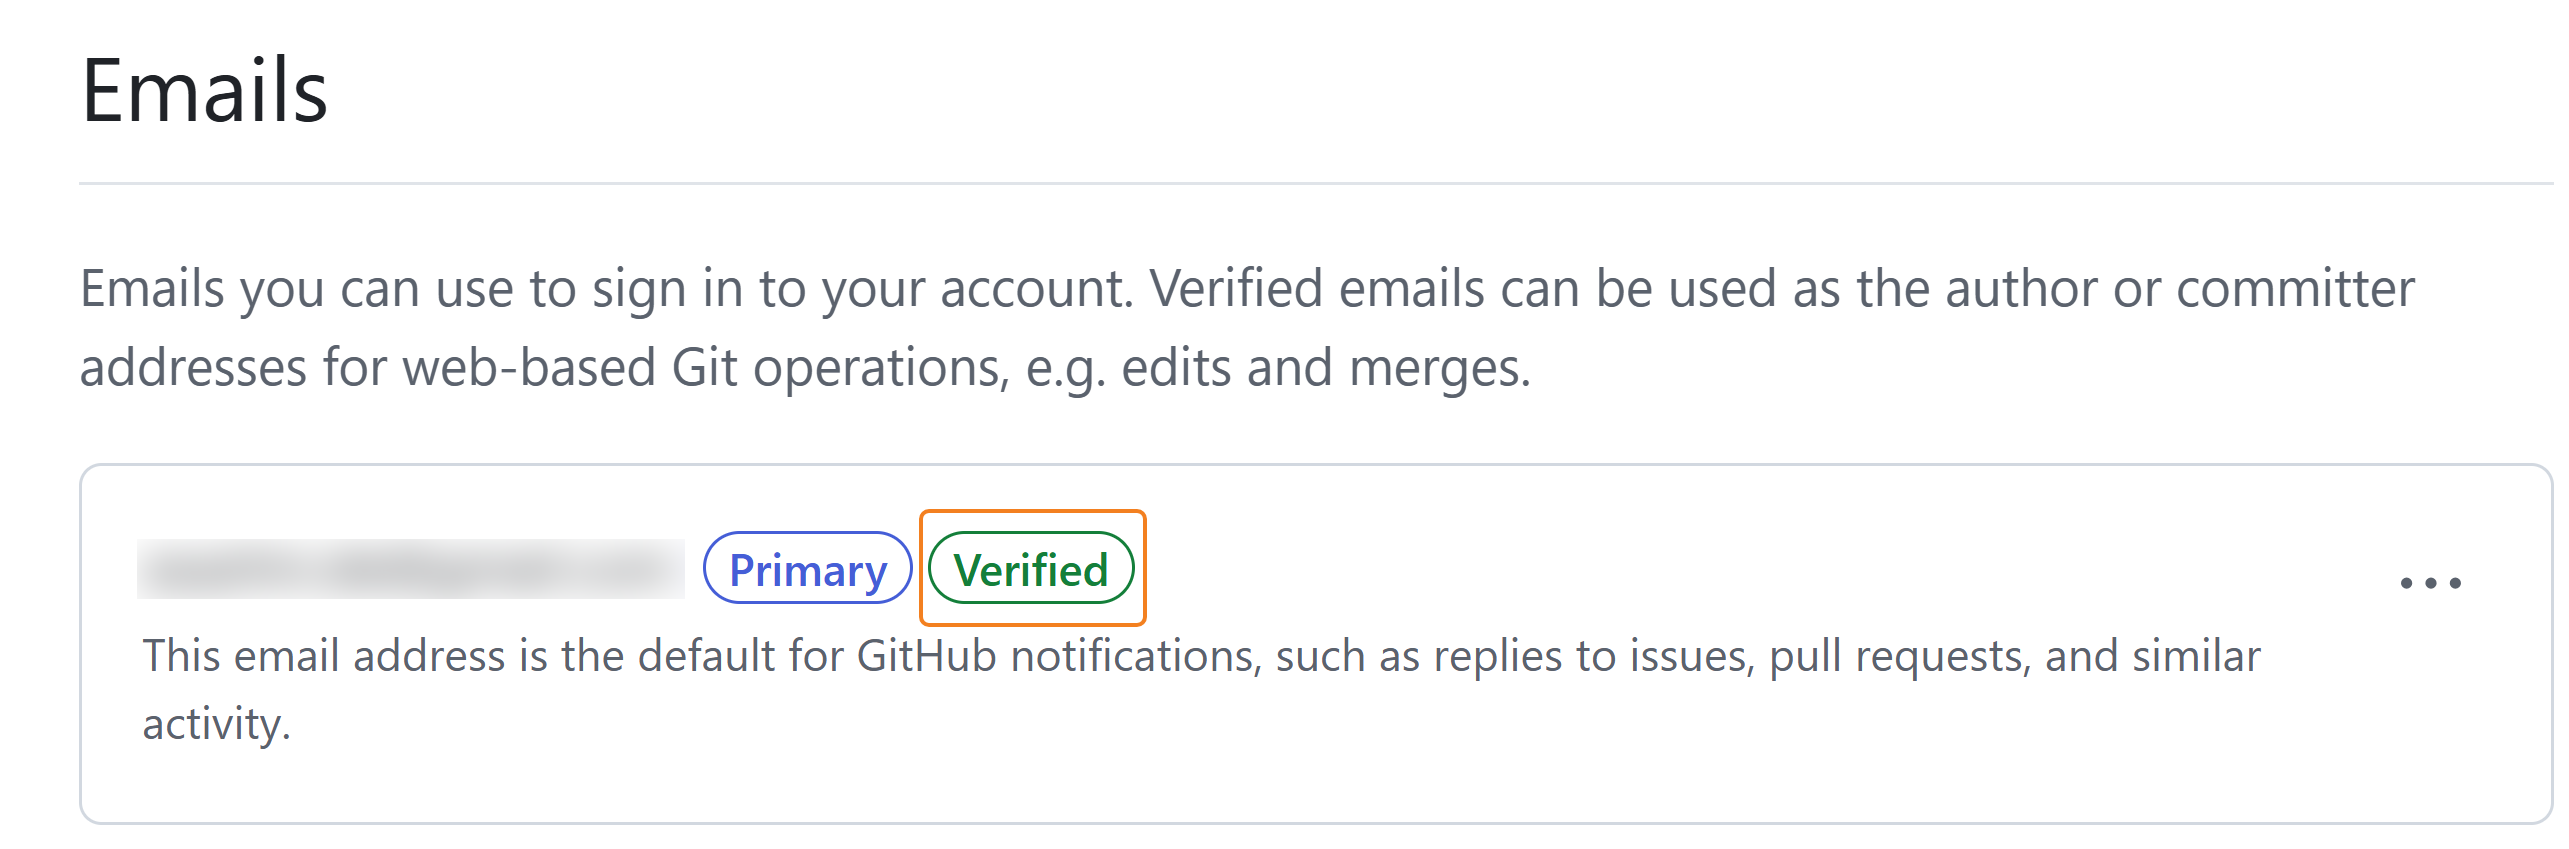 Emails
Emails you can use to sign in to your account. Verified emails can be used as the author or committer
addresses for web-based Git operations, e.g. edits and merges.
Primary Verified
This email address is the default for GitHub notifications, such as replies to issues, pull requests, and similar
activity.